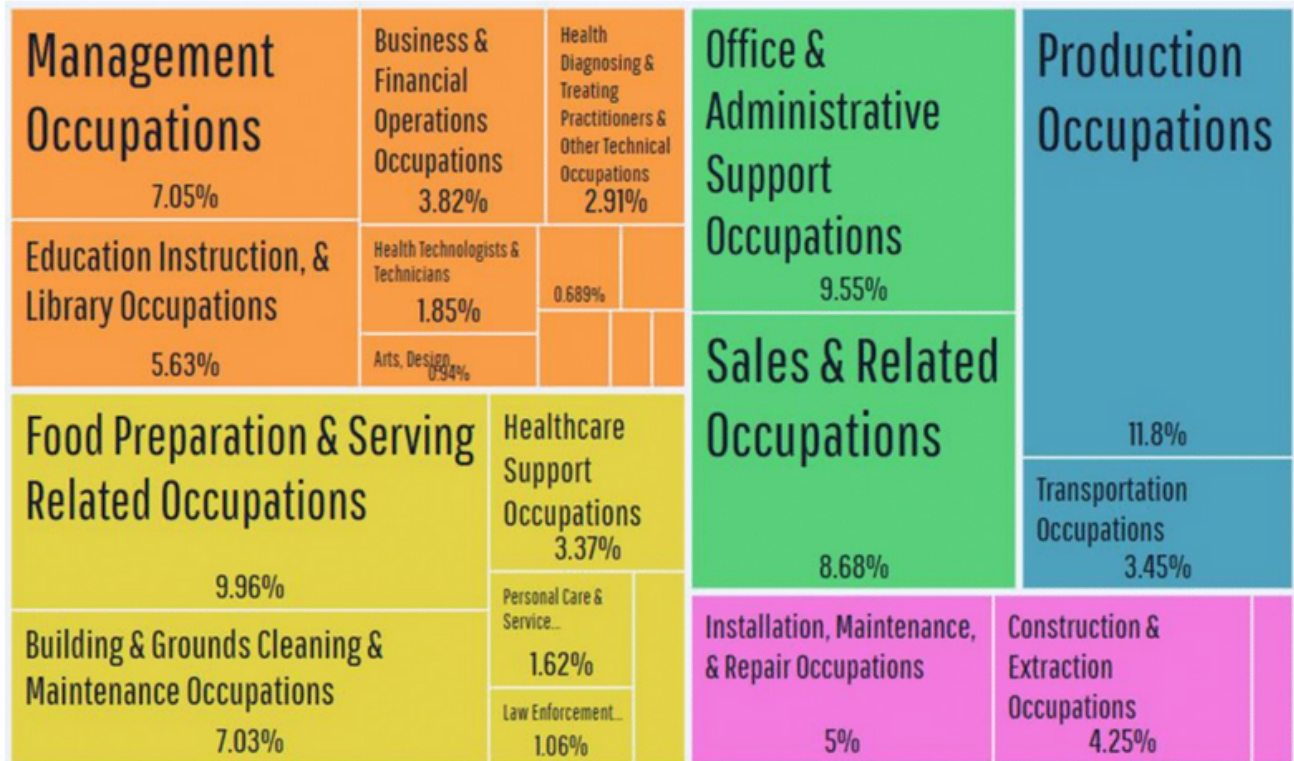 Management
Occupations
7.05%
Business &
Financial
Operations
Occupations
3.82%
Health
Diagnosing &
Treating
Practitioners &
Other Technical
Occupations
2.91%
Education Instruction, &
Library Occupations
5.63%
Health Technologists &
Technicians
1.85%
0.689%
Arts, Design...
0.94%
Office &
Administrative
Support
Occupations
9.55%
Sales & Related
Occupations
8.68%
Production
Occupations
11.8%
Transportation
Occupations
3.45%
Food Preparation & Serving
Related Occupations
9.96%
Healthcare
Support
Occupations
3.37%
Building & Grounds Cleaning &
Maintenance Occupations
7.03%
Personal Care &
Service...
1.62%
Law Enforcement...
1.06%
Installation, Maintenance,
& Repair Occupations
5%
Construction &
Extraction
Occupations
4.25%